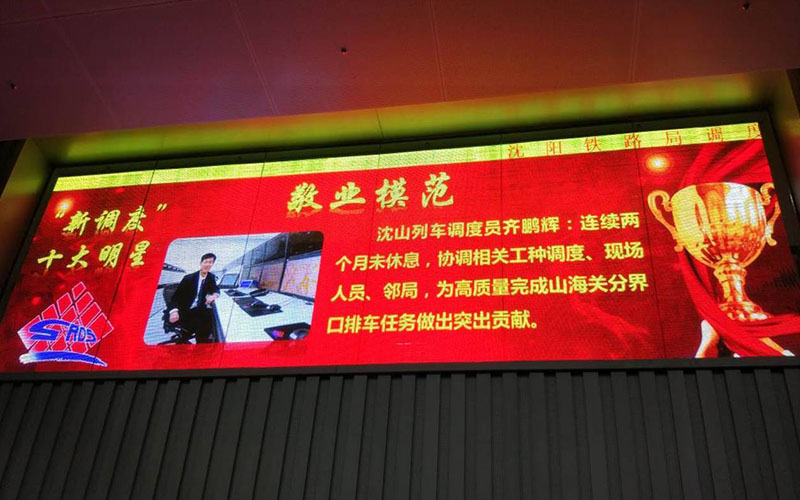 沈阳铁路局调度
“新调度”
十大明星
敬业模范
沈山列车调度员齐鹏辉：连续两
个月未休息，协调相关工种调度、现场
人员、邻局，为高质量完成山海关分界
口排车任务做出突出贡献。